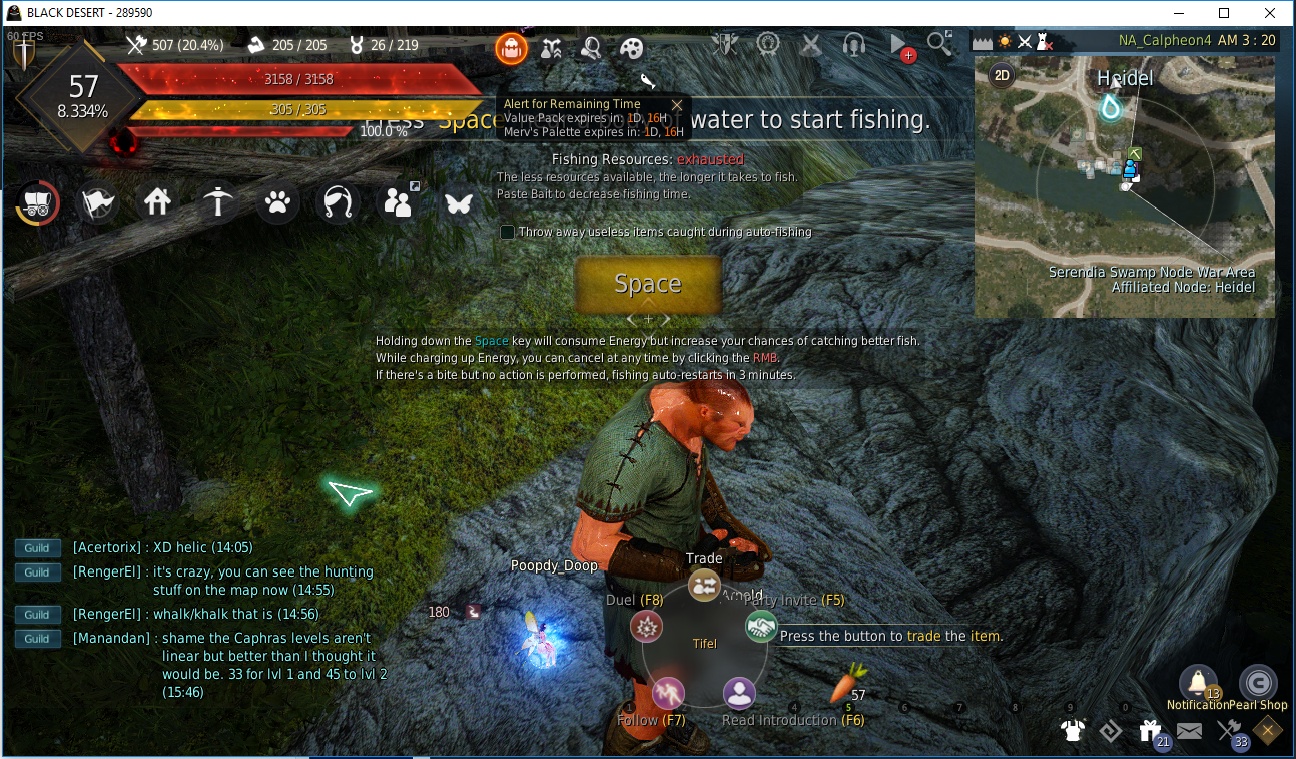 BLACK DESERT - 289590
60 FPS
507 (20.4%)
205 / 205
26 / 219
NA_Calpheon4 AM 3 : 20
57
8.334%
3158 / 3158
305 / 305
100.0 %
2D
Heidel
Alert for Remaining Time
Value Pack expires in: 1D, 16H
Merv's Palette expires in: 1D, 16H
Press Space water to start fishing.
Fishing Resources: exhausted
The less resources available, the longer it takes to fish.
Paste Bait to decrease fishing time.
Throw away useless items caught during auto-fishing
Space
Serendia Swamp Node War Area
Affiliated Node: Heidel
Holding down the Space key will consume Energy but increase your chances of catching better fish.
While charging up Energy, you can cancel at any time by clicking the RMB.
If there's a bite but no action is performed, fishing auto-restarts in 3 minutes.
Guild [Acertorix] : XD helic (14:05)
Guild [RengerEl] : it's crazy, you can see the hunting
stuff on the map now (14:55)
Guild [RengerEl] : whalk/khalk that is (14:56)
Guild [Manandan] : shame the Caphras levels aren't
linear but better than I thought it
would be. 33 for lvl 1 and 45 to lvl 2
(15:46)
Poopdy_Doop
Trade
Arnold
Duel (F8)
Party Invite (F5)
180
Tifel
Press the button to trade the item.
57
Follow (F7)
Read Introduction (F6)
1 4 5 6 7 8 9 0
13
Notification
Pearl Shop
21
33